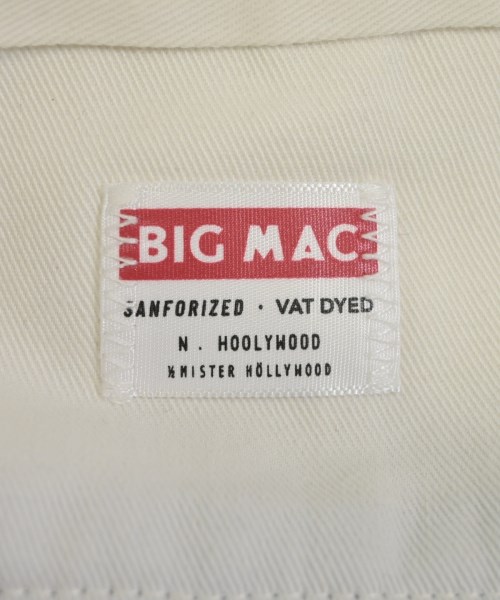 BIG MAC
SANFORIZED · VAT DYED
N. HOOLYWOOD
½ MISTER HÖLLYWOOD